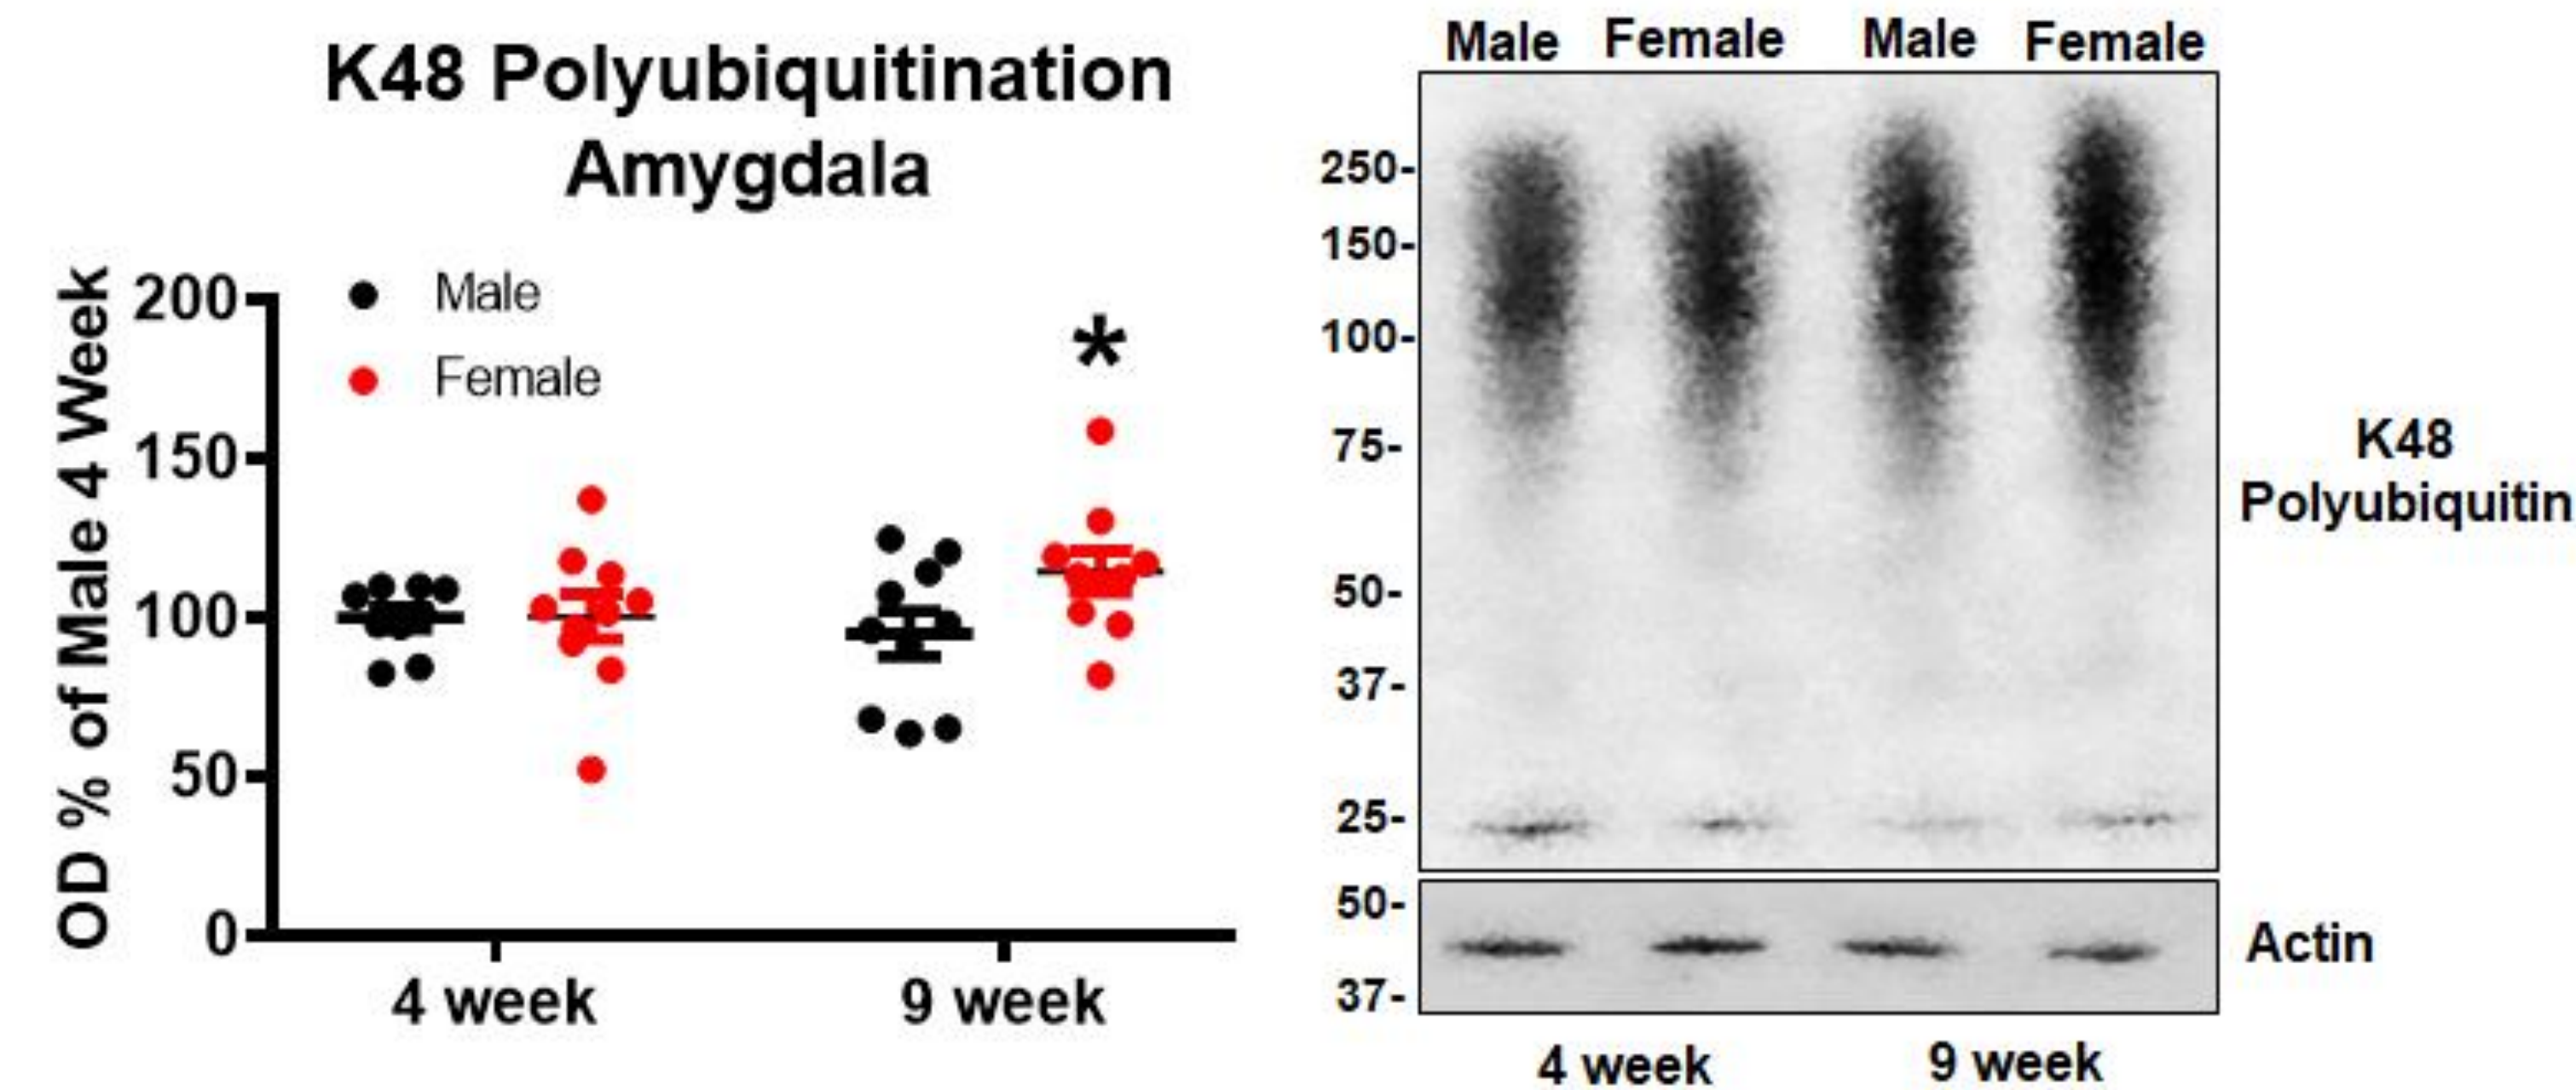 K48 Polyubiquitination
Amygdala
OD % of Male 4 Week
200
150
100
50
0
Male
Female
*
4 week
9 week
Male Female Male Female
250-
150-
100-
75-
50-
37-
25-
K48
Polyubiquitin
50-
37-
Actin
4 week
9 week